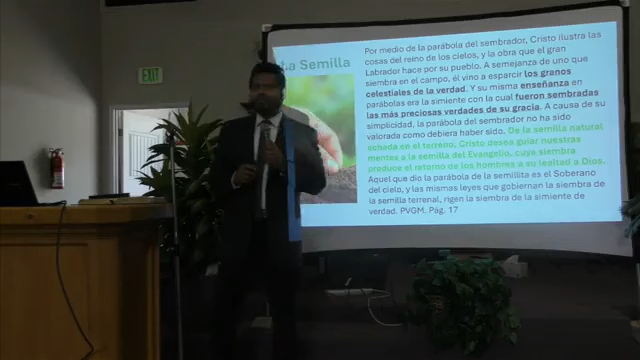 EXIT
La Semilla
Por medio de la parábola del sembrador, Cristo ilustra las
cosas del reino de los cielos, y la obra que el gran
Labrador hace por su pueblo. A semejanza de uno que
siembra en el campo, él vino a esparcir los granos
celestiales de la verdad. Y su misma enseñanza en
parábolas era la simiente con la cual fueron sembradas
las más preciosas verdades de su gracia. A causa de su
simplicidad, la parábola del sembrador no ha sido
valorada como debiera haber sido. De la semilla natural
echada en el terreno, Cristo desea guiar nuestras
mentes a la semilla del Evangelio, cuya siembra
produce el retorno de los hombres a su lealtad a Dios.
Aquel que dio la parábola de la semillita es el Soberano
del cielo, y las mismas leyes que gobiernan la siembra de
la semilla terrenal, rigen la siembra de la simiente de
verdad. PVGM. Pág. 17